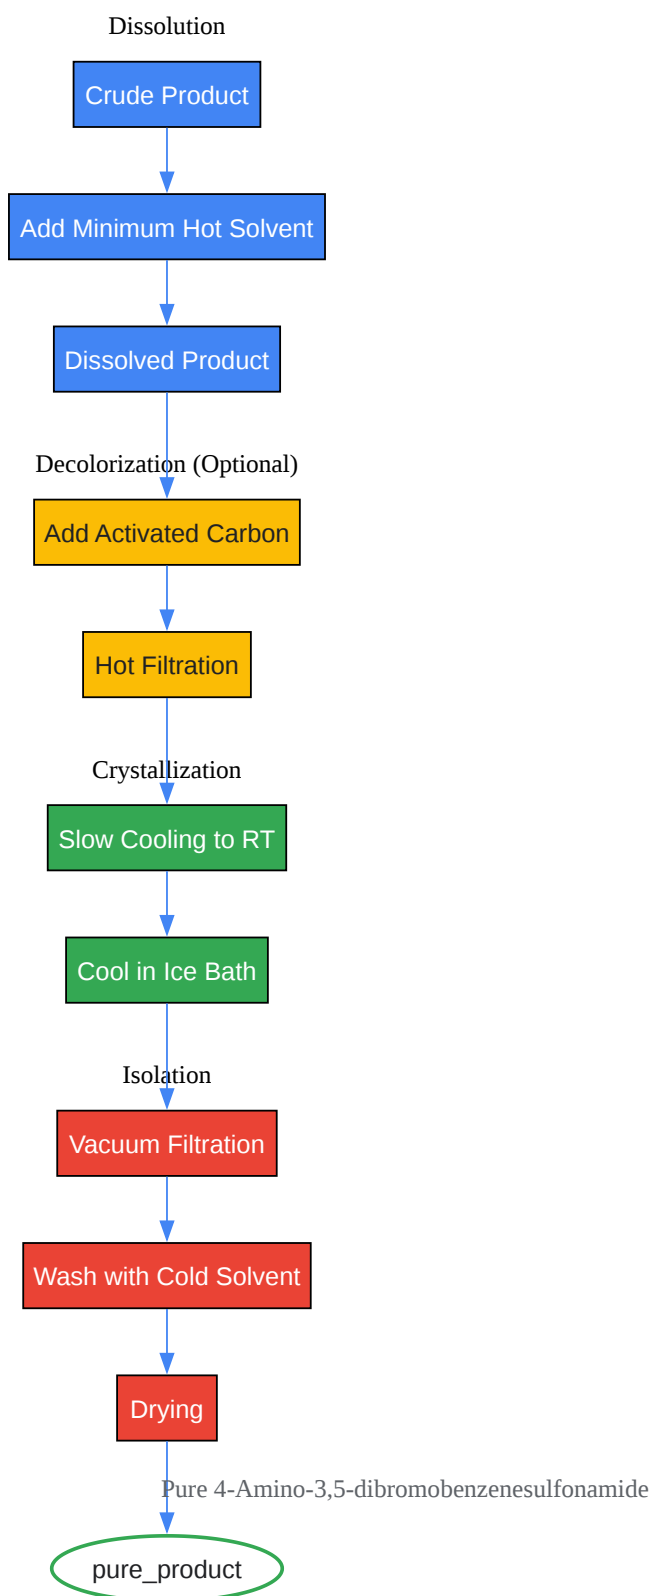 Dissolution
Crude Product
Add Minimum Hot Solvent
Dissolved Product
Decolorization (Optional)
Add Activated Carbon
Hot Filtration
Crystallization
Slow Cooling to RT
Cool in Ice Bath
Isolation
Vacuum Filtration
Wash with Cold Solvent
Drying
Pure 4-Amino-3,5-dibromobenzenesulfonamide
pure_product